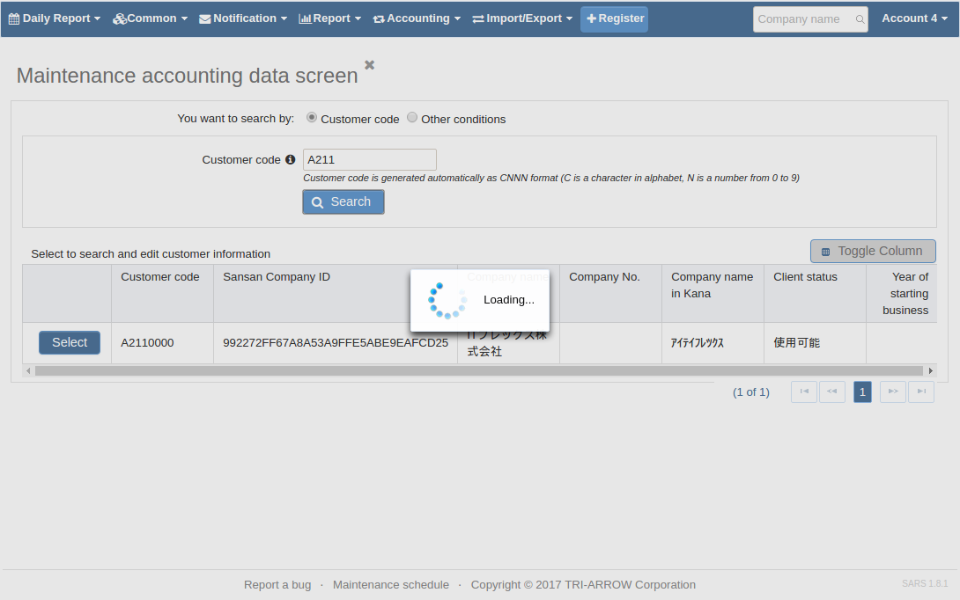 Daily Report Common Notification Report Accounting Import/Export Register Company name Account 4
Maintenance accounting data screen
You want to search by: Customer code Other conditions
Customer code A211
Customer code is generated automatically as CNNN format (C is a character in alphabet, N is a number from 0 to 9)
Search
Select to search and edit customer information Toggle Column
Customer code Sansan Company ID Company name Company No. Company name Client status Year of
in Kana starting
business
Loading...
Select A2110000 992272FF67A8A53A9FFE5ABE9EAFCD25 ITフレックス株 ｱｲﾃｲﾌﾚﾂｸｽ 使用可能
式会社
(1 of 1) 1
Report a bug · Maintenance schedule · Copyright © 2017 TRI-ARROW Corporation SARS 1.8.1